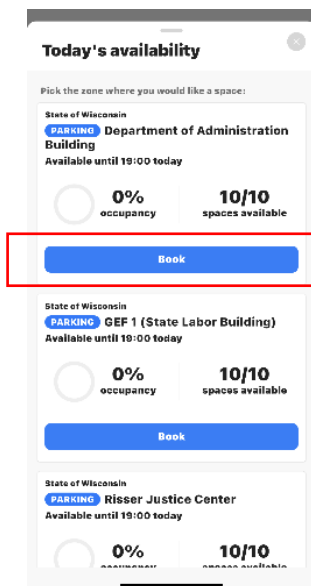 Today's availability
Pick the zone where you would like a space:
State of Wisconsin
PARKING Department of Administration
Building
Available until 19:00 today
0% 10/10
occupancy spaces available
Book
State of Wisconsin
PARKING GEF 1 (State Labor Building)
Available until 19:00 today
0% 10/10
occupancy spaces available
Book
State of Wisconsin
PARKING Risser Justice Center
Available until 19:00 today
0% 10/10
occupancy spaces available